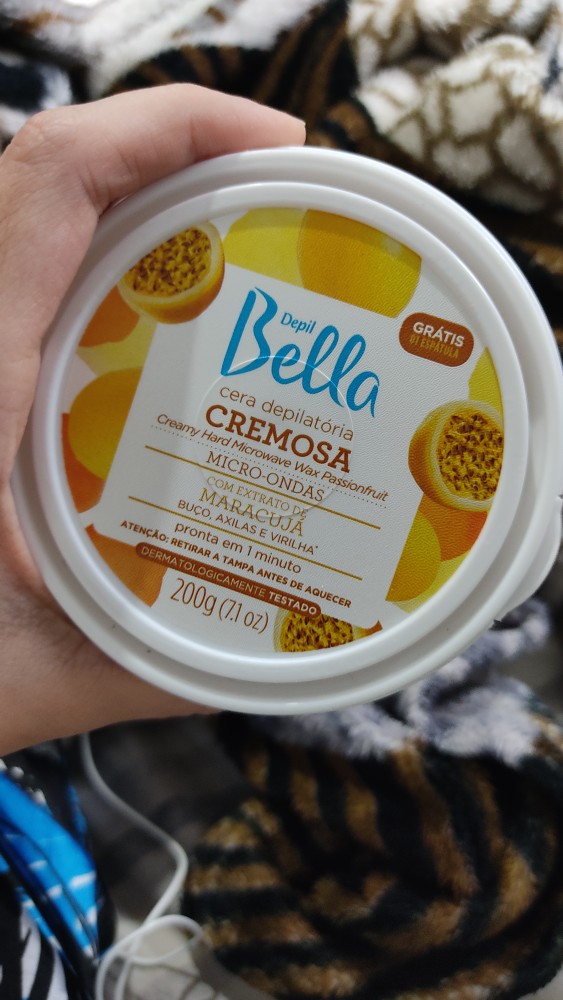 Depil
Bella
GRÁTIS
01 ESPÁTULA
cera depilatória
CREMOSA
Creamy Hard Microwave Wax Passionfruit
MICRO-ONDAS
COM EXTRATO DE
MARACUJÁ
BUÇO, AXILAS E VIRILHA*
pronta em 1 minuto
ATENÇÃO: RETIRAR A TAMPA ANTES DE AQUECER
DERMATOLOGICAMENTE TESTADO
200g (7.1 oz)